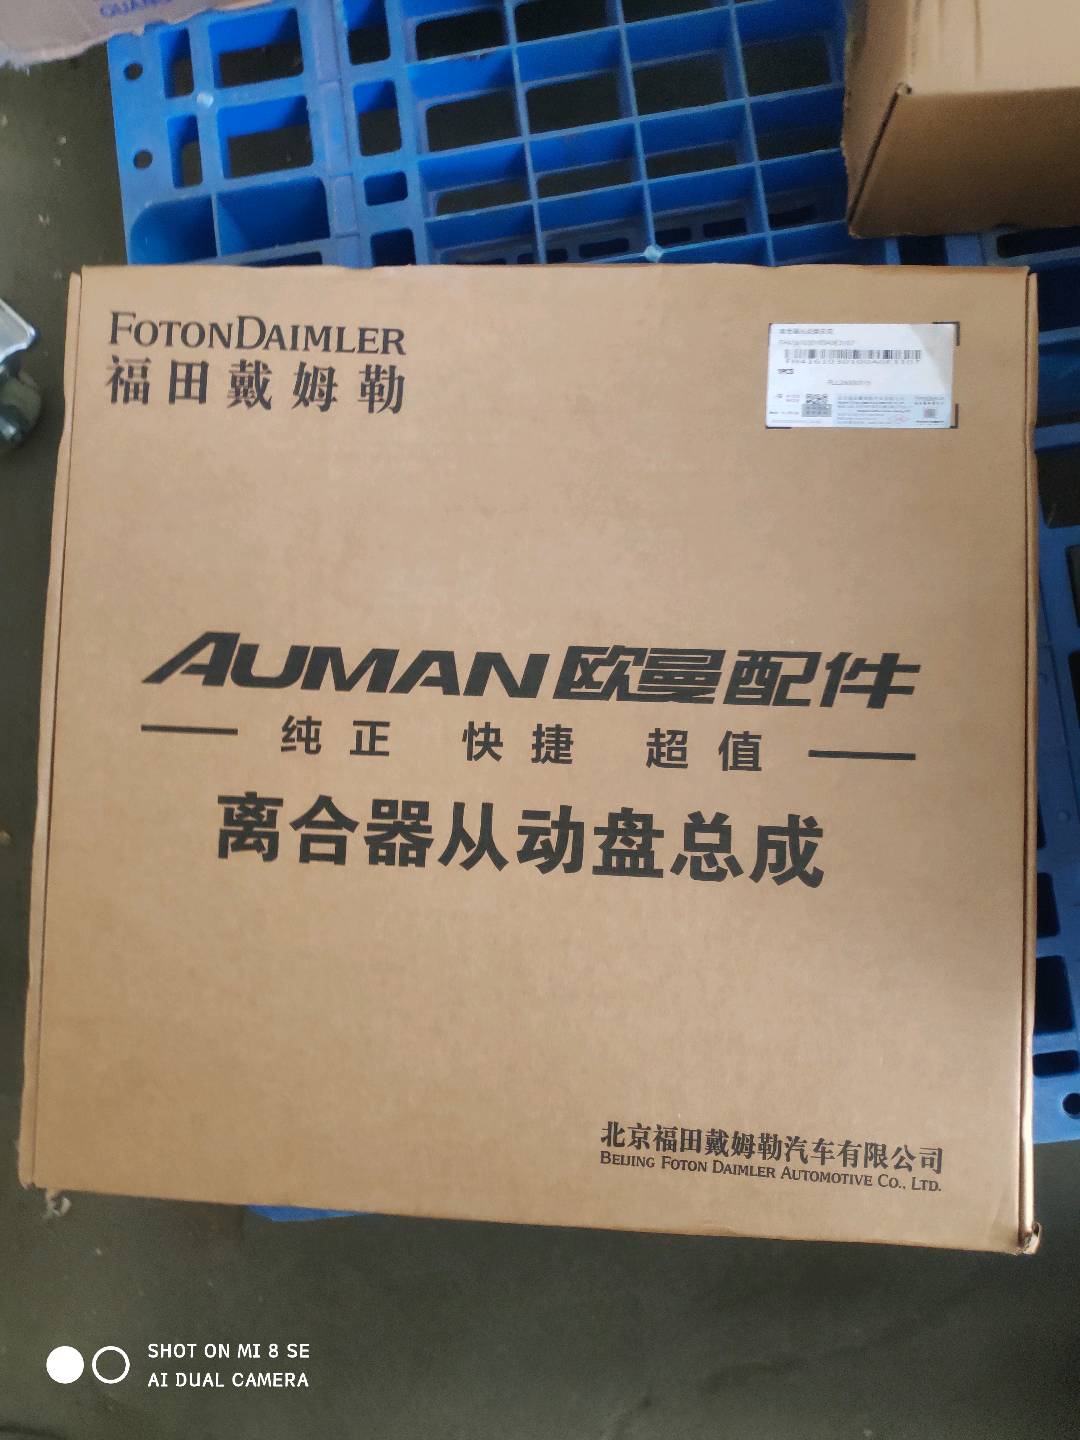 FOTONDAIMLER
福田戴姆勒
1PCS
AUMAN欧曼配件
纯正 快捷 超值
离合器从动盘总成
北京福田戴姆勒汽车有限公司
BEIJING FOTON DAIMLER AUTOMOTIVE CO., LTD.
SHOT ON MI 8 SE
AI DUAL CAMERA